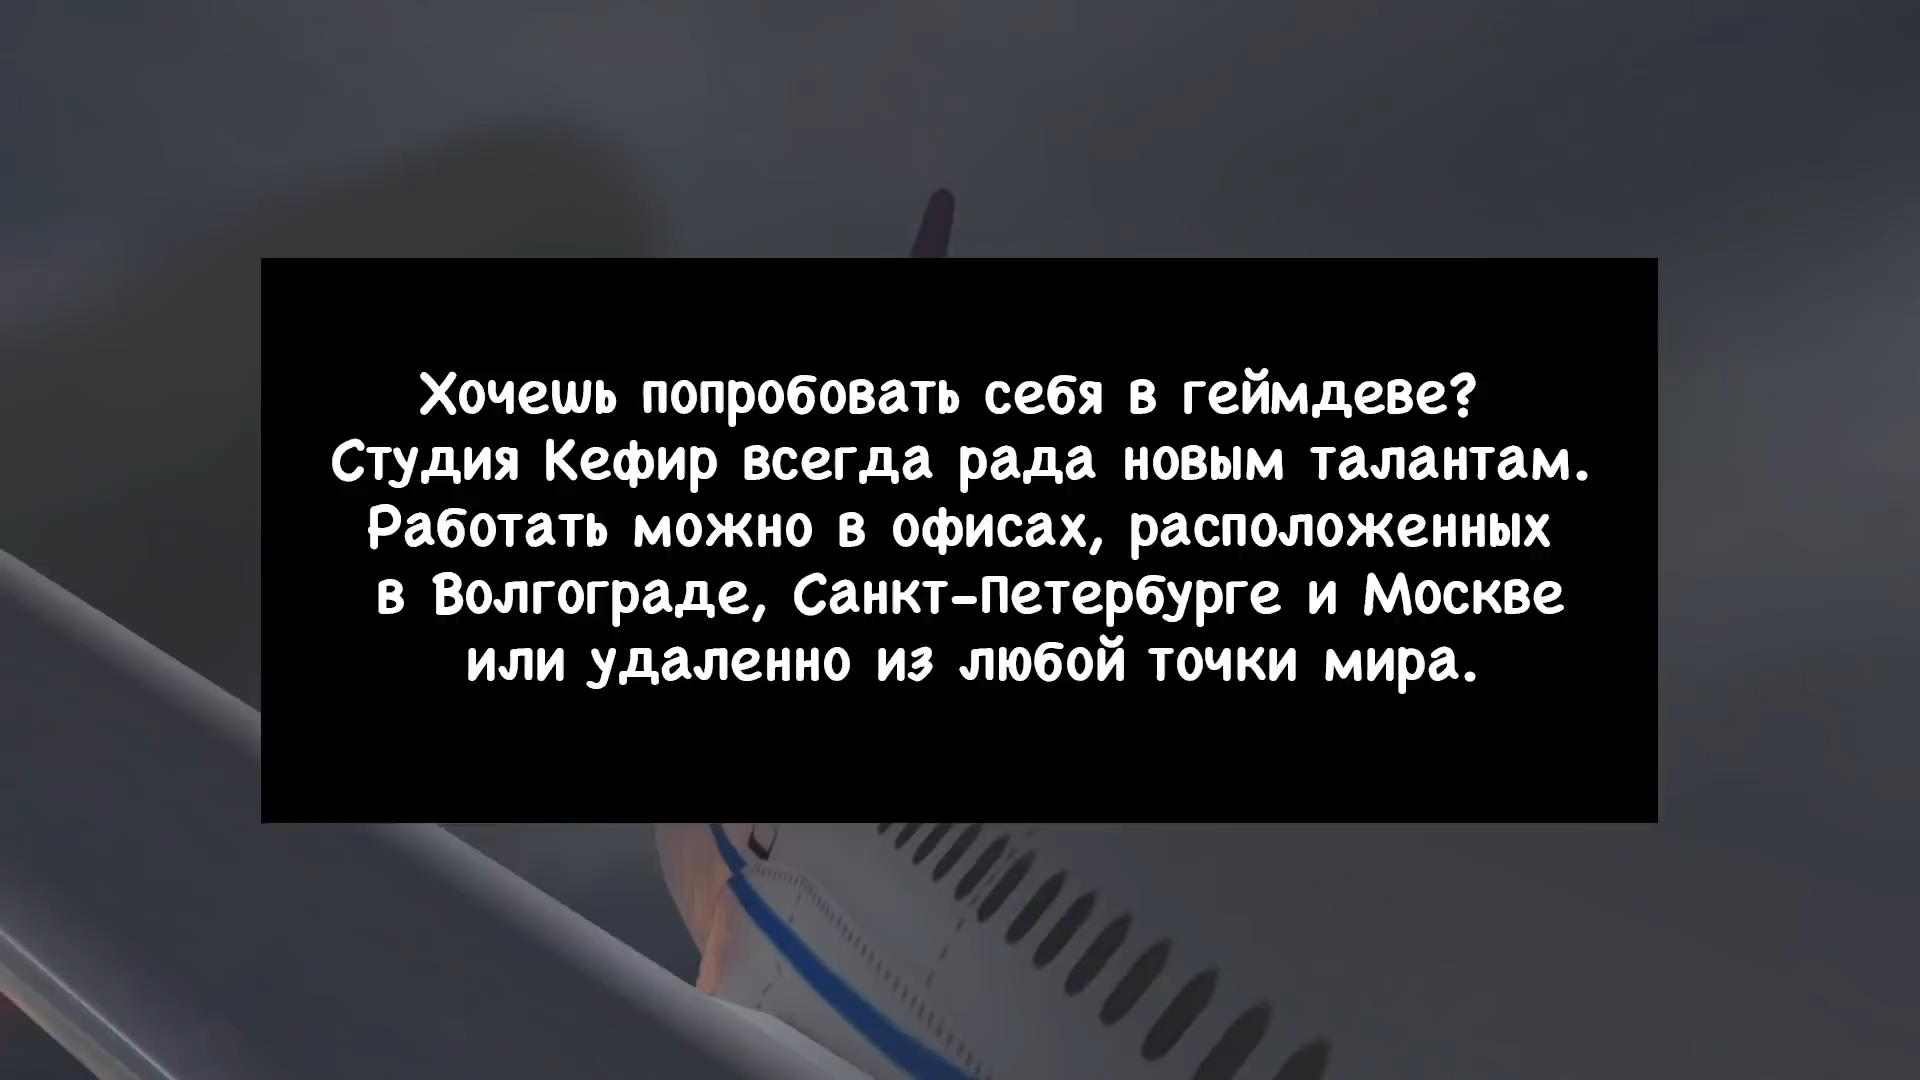 Хочешь попробовать себя в геймдеве?
Студия Кефир всегда рада новым талантам.
Работать можно в офисах, расположенных
в Волгограде, Санкт-Петербурге и Москве
или удаленно из любой точки мира.